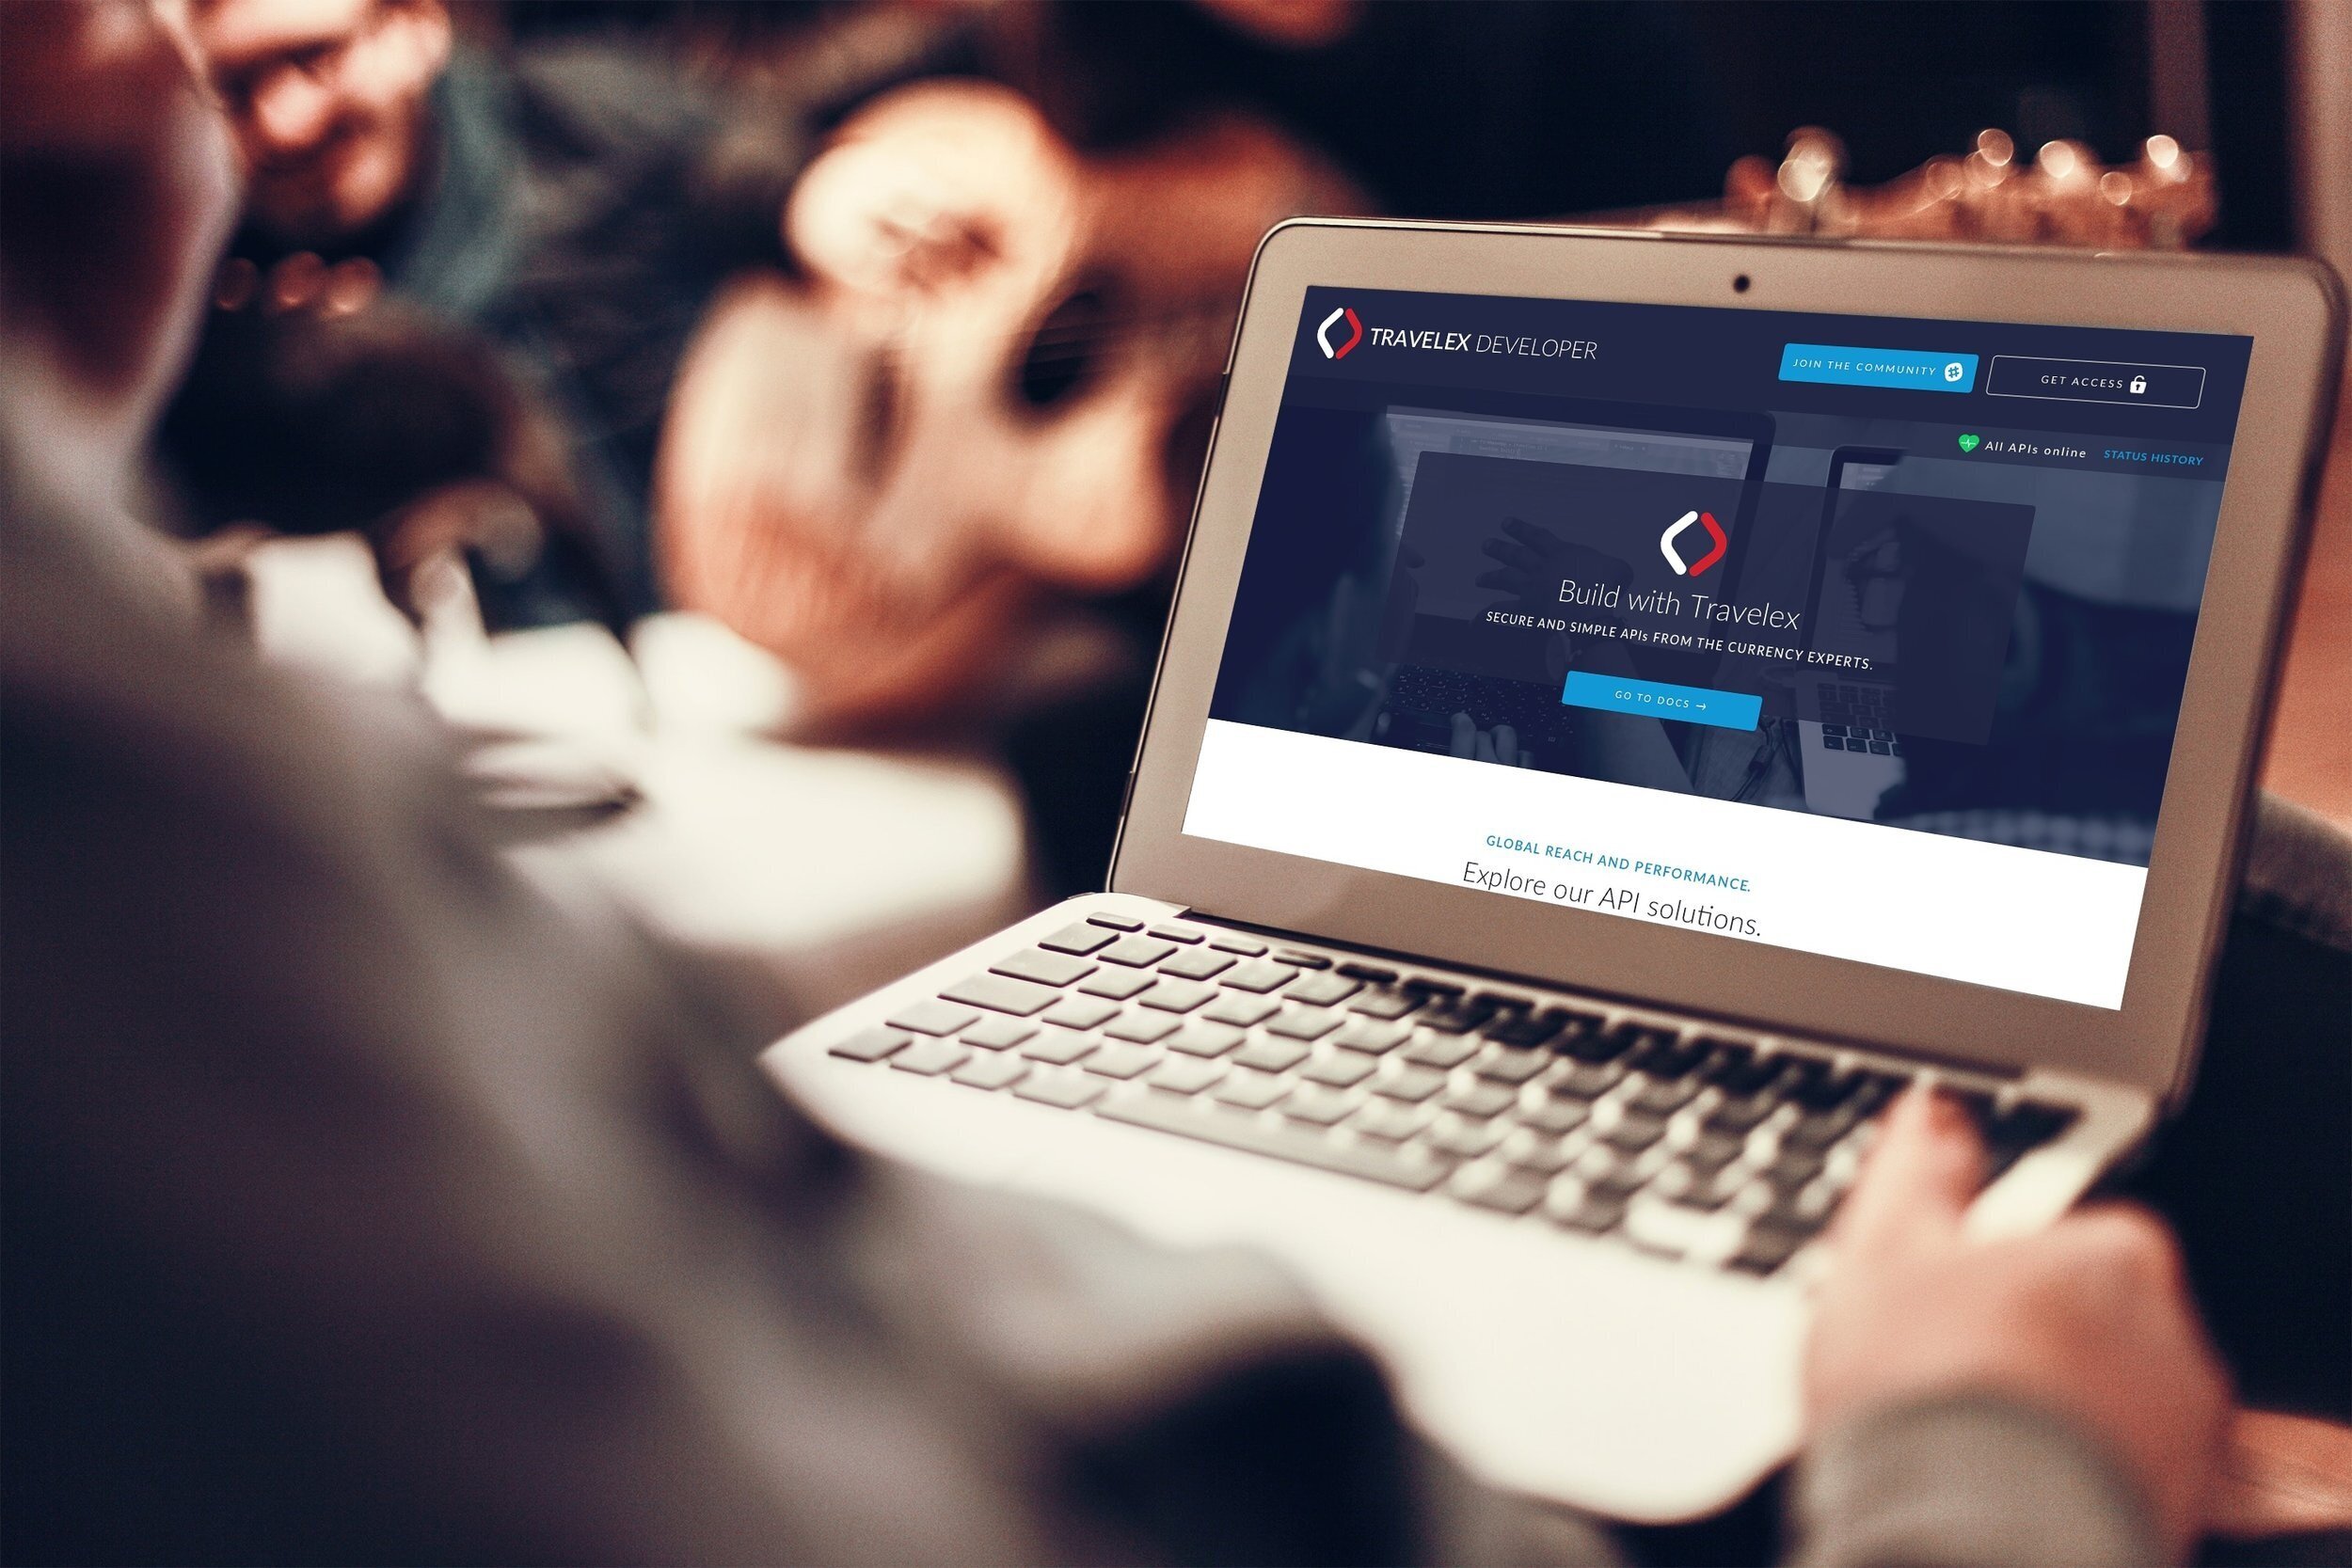 TRAVELEX DEVELOPER
JOIN THE COMMUNITY
GET ACCESS
All APIs online
STATUS HISTORY
Build with Travelex
SECURE AND SIMPLE APIs FROM THE CURRENCY EXPERTS.
GO TO DOCS →
GLOBAL REACH AND PERFORMANCE.
Explore our API solutions.